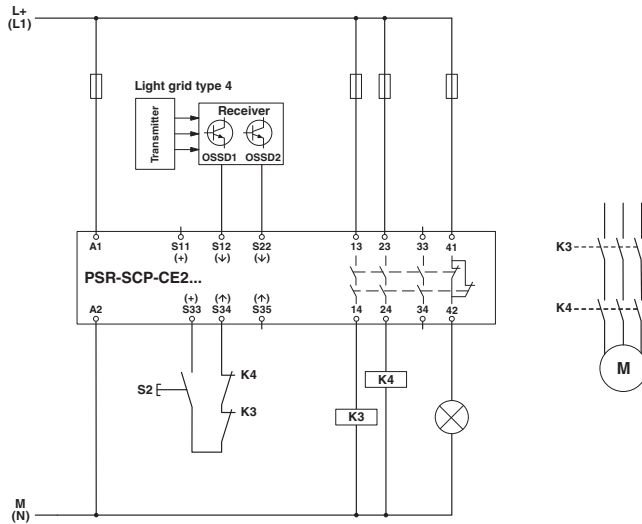 L+
(L1)
Light grid type 4
Transmitter
Receiver
OSSD1 OSSD2
A1 S11 S12 S22 13 23 33 41
(+) (↓) (↓)
PSR-SCP-CE2...
(+) (↑) (↑)
A2 S33 S34 S35 14 24 34 42
K3
K4
M
S2
K4
K3
K4
K3
M
(N)